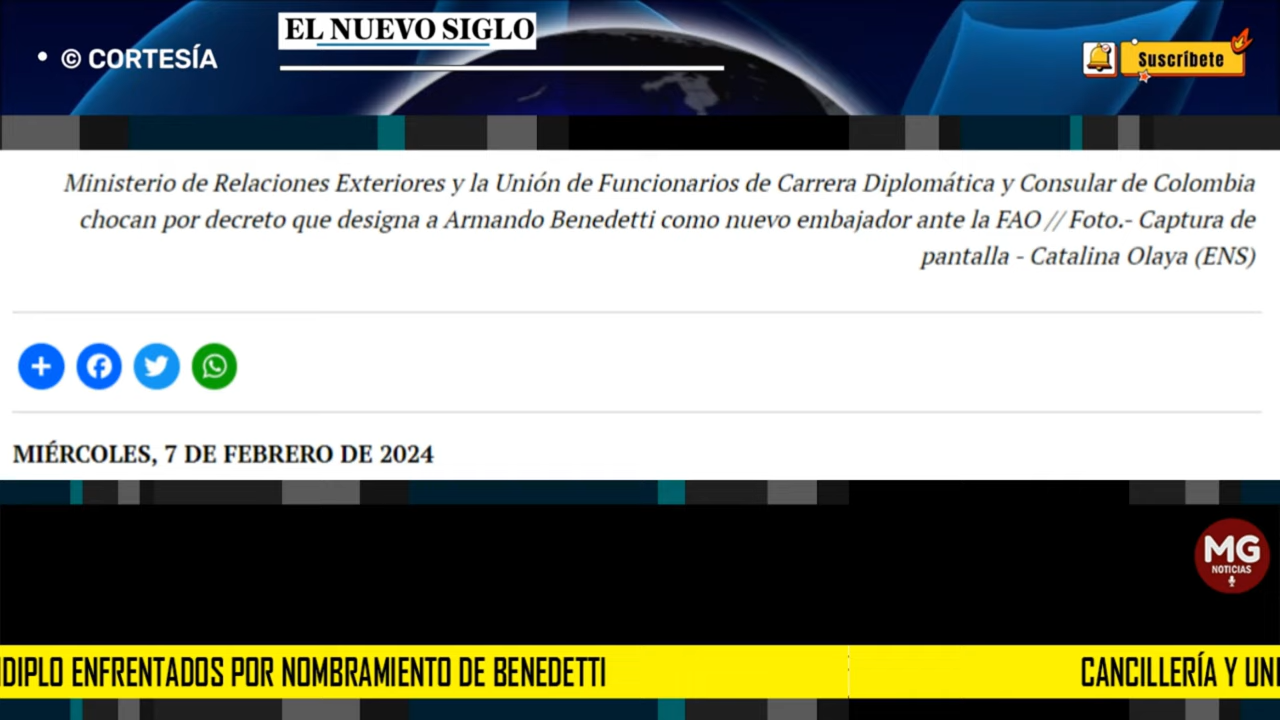 © CORTESÍA
EL NUEVO SIGLO
Suscríbete
Ministerio de Relaciones Exteriores y la Unión de Funcionarios de Carrera Diplomática y Consular de Colombia
chocan por decreto que designa a Armando Benedetti como nuevo embajador ante la FAO // Foto.- Captura de
pantalla - Catalina Olaya (ENS)
MIÉRCOLES, 7 DE FEBRERO DE 2024
MG
NOTICIAS
DIPLO ENFRENTADOS POR NOMBRAMIENTO DE BENEDETTI
CANCILLERÍA Y UN